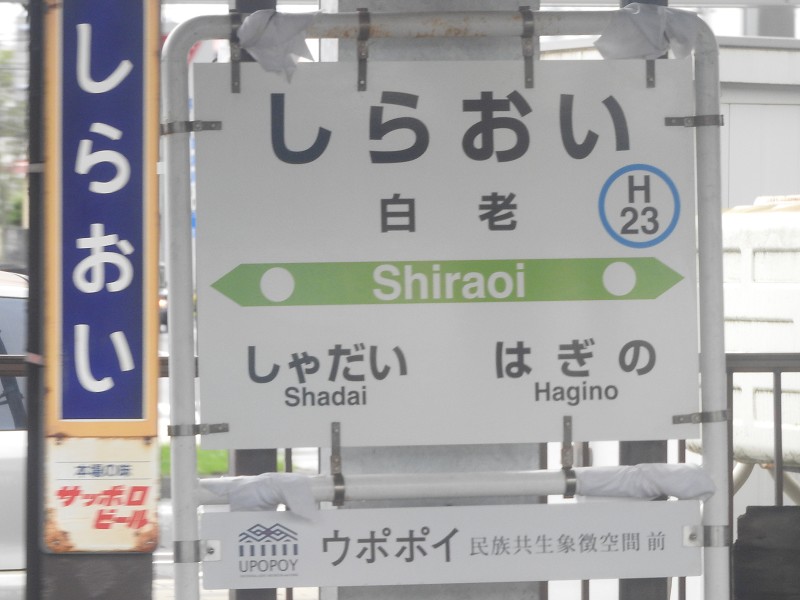 しらおい
本場の味
サッポロ
ビール
しらおい
白老
H
23
Shiraoi
しゃだい
Shadai
はぎの
Hagino
UPOPOY
ウポポイ 民族共生象徴空間 前